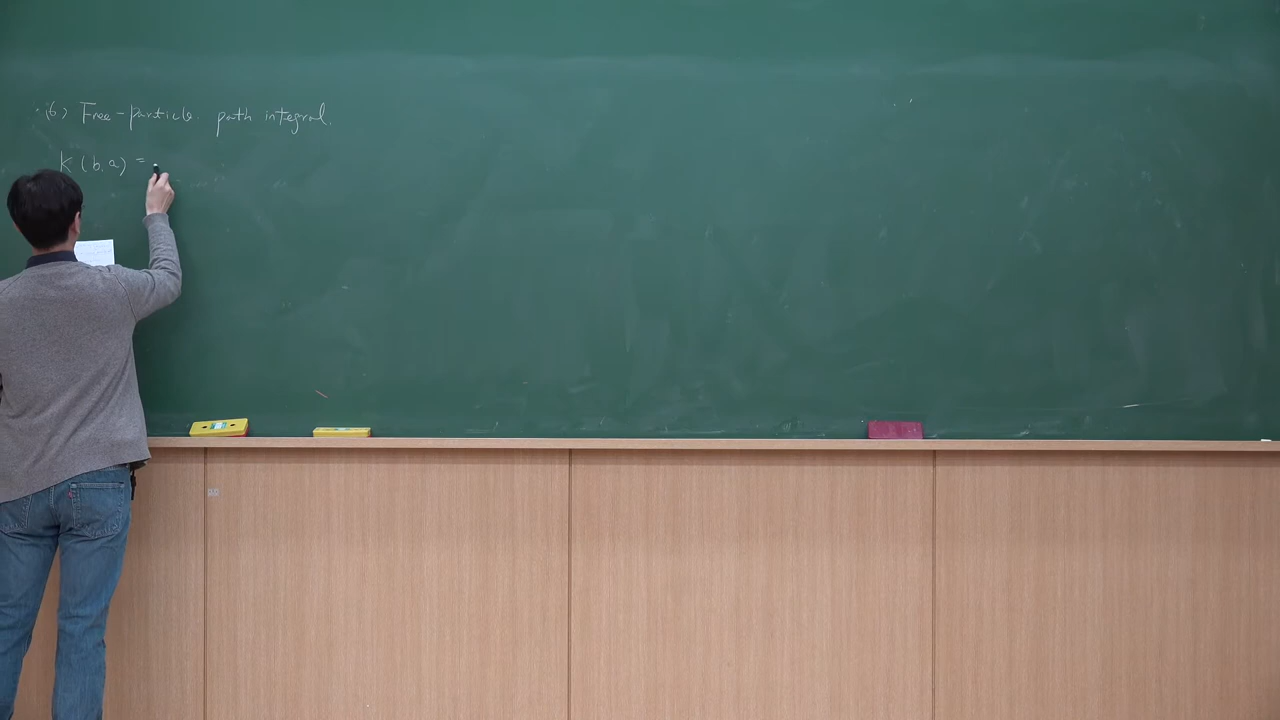 (6) Free-particle path integral.
K (b, a) =